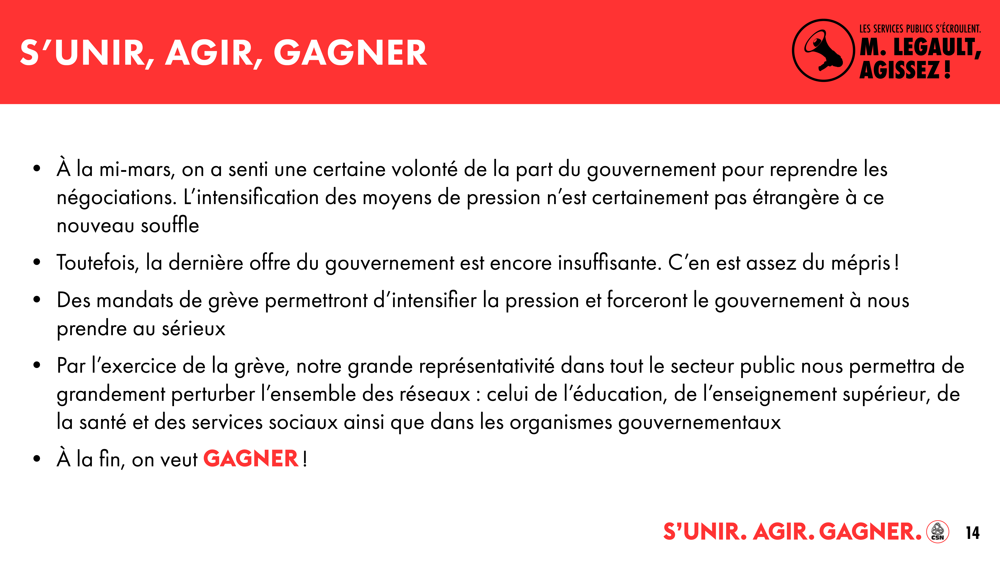 S’UNIR, AGIR, GAGNER
LES SERVICES PUBLICS S’ÉCROULENT.
M. LEGAULT,
AGISSEZ !
• À la mi-mars, on a senti une certaine volonté de la part du gouvernement pour reprendre les
négociations. L’intensification des moyens de pression n’est certainement pas étrangère à ce
nouveau souffle
• Toutefois, la dernière offre du gouvernement est encore insuffisante. C’en est assez du mépris !
• Des mandats de grève permettront d’intensifier la pression et forceront le gouvernement à nous
prendre au sérieux
• Par l’exercice de la grève, notre grande représentativité dans tout le secteur public nous permettra de
grandement perturber l’ensemble des réseaux : celui de l’éducation, de l’enseignement supérieur, de
la santé et des services sociaux ainsi que dans les organismes gouvernementaux
• À la fin, on veut GAGNER !
S’UNIR. AGIR. GAGNER. CSN 14